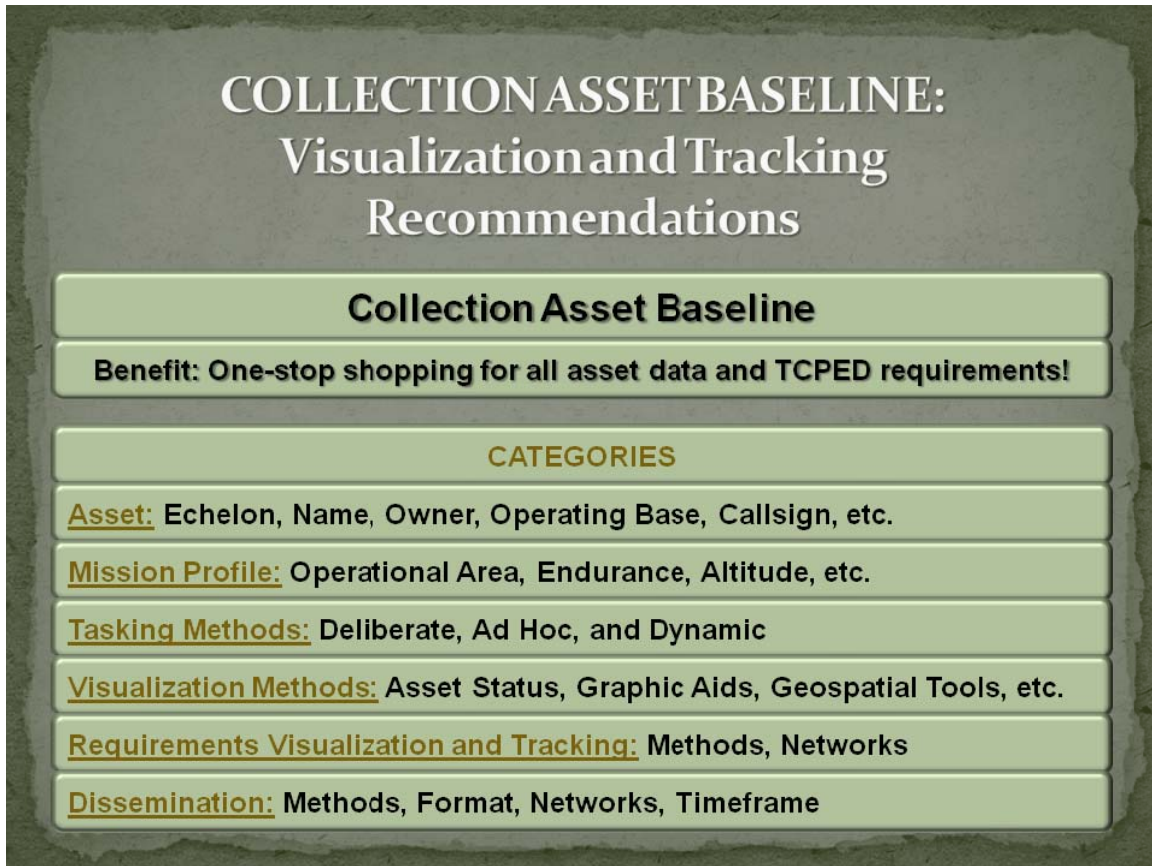 COLLECTION ASSET BASELINE:
Visualization and Tracking
Recommendations
Collection Asset Baseline
Benefit: One-stop shopping for all asset data and TCPED requirements!
CATEGORIES
Asset: Echelon, Name, Owner, Operating Base, Callsign, etc.
Mission Profile: Operational Area, Endurance, Altitude, etc.
Tasking Methods: Deliberate, Ad Hoc, and Dynamic
Visualization Methods: Asset Status, Graphic Aids, Geospatial Tools, etc.
Requirements Visualization and Tracking: Methods, Networks
Dissemination: Methods, Format, Networks, Timeframe